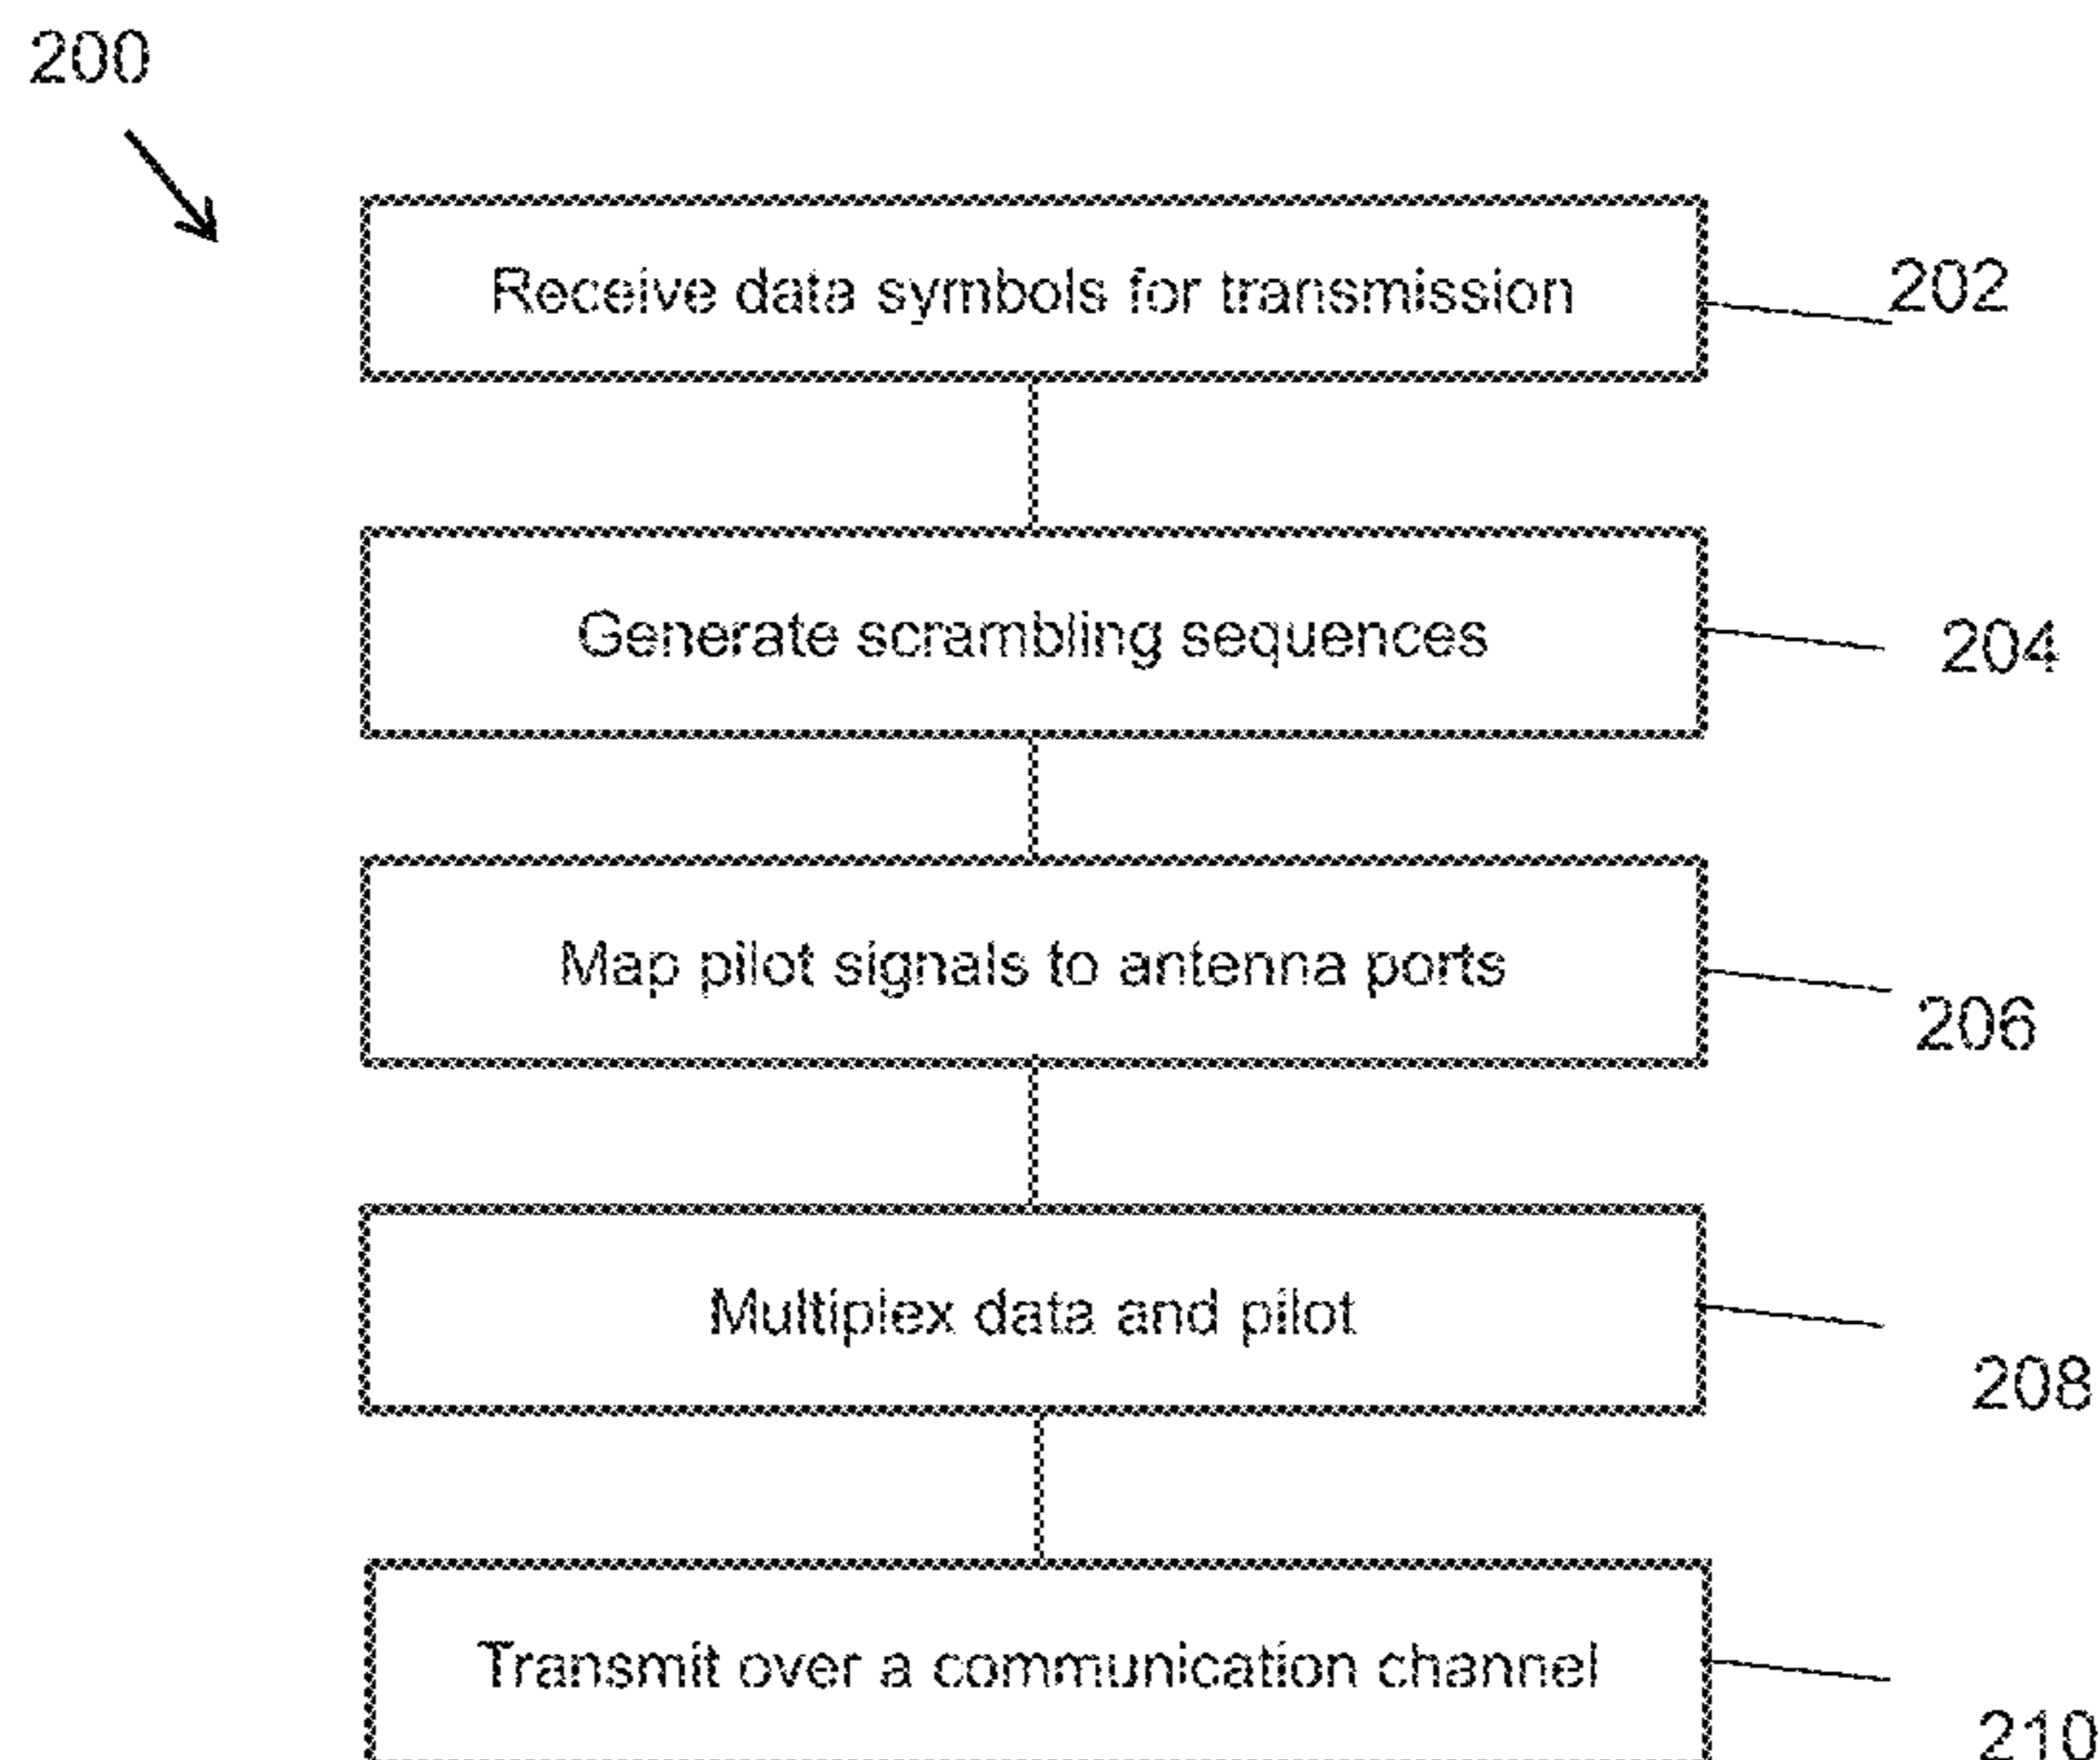 200
Receive data symbols for transmission
202
Generate scrambling sequences
204
Map pilot signals to antenna ports
206
Multiplex data and pilot
208
Transmit over a communication channel
210